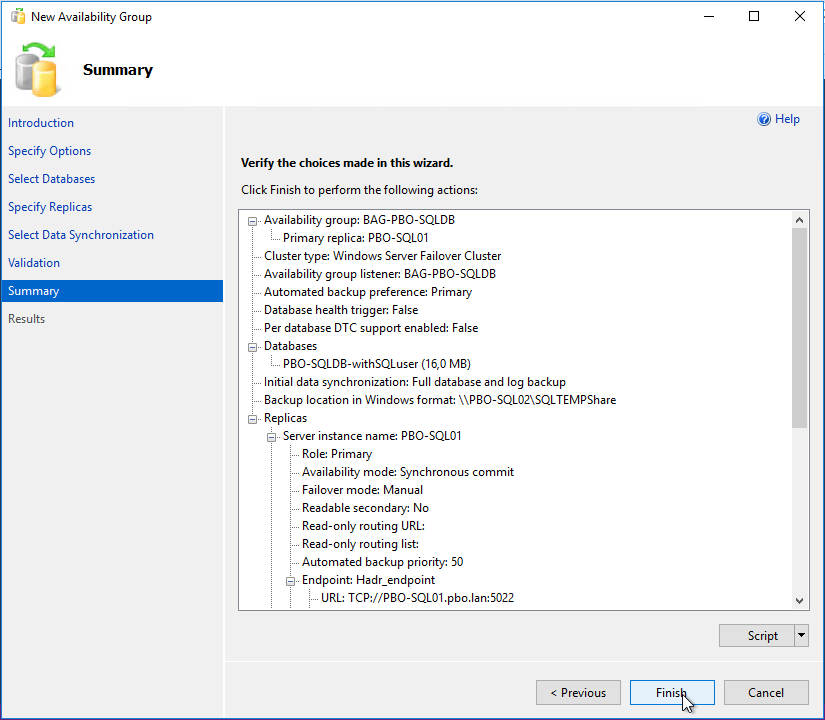 New Availability Group
Summary
Introduction
Specify Options
Select Databases
Specify Replicas
Select Data Synchronization
Validation
Summary
Results
Help
Verify the choices made in this wizard.
Click Finish to perform the following actions:
Availability group: BAG-PBO-SQLDB
Primary replica: PBO-SQL01
Cluster type: Windows Server Failover Cluster
Availability group listener: BAG-PBO-SQLDB
Automated backup preference: Primary
Database health trigger: False
Per database DTC support enabled: False
Databases
PBO-SQLDB-withSQLuser (16,0 MB)
Initial data synchronization: Full database and log backup
Backup location in Windows format: \\PBO-SQL02\SQLTEMPShare
Replicas
Server instance name: PBO-SQL01
Role: Primary
Availability mode: Synchronous commit
Failover mode: Manual
Readable secondary: No
Read-only routing URL:
Read-only routing list:
Automated backup priority: 50
Endpoint: Hadr_endpoint
URL: TCP://PBO-SQL01.pbo.lan:5022
Script
< Previous
Finish
Cancel